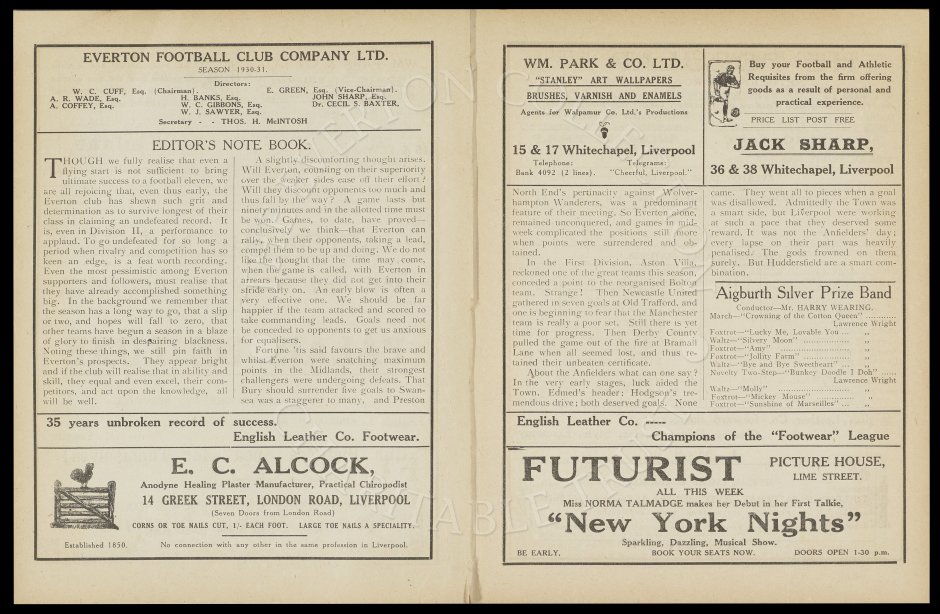 EVERTON FOOTBALL CLUB COMPANY LTD.
SEASON 1930-31.
Directors:
W. C. CUFF, Esq. (Chairman). E. GREEN, Esq. (Vice-Chairman).
A. R. WADE, Esq. H. BANKS, Esq. JOHN SHARP, Esq.
A. COFFEY, Esq. W. C. GIBBONS, Esq. Dr. CECIL S. BAXTER,
W. J. SAWYER, Esq.
Secretary - - THOS. H. McINTOSH
EDITOR'S NOTE BOOK.
THOUGH we fully realise that even a
flying start is not sufficient to bring
ultimate success to a football eleven, we
are all rejoicing that, even thus early, the
Everton club has shewn such grit and
determination as to survive longest of their
class in claiming an undefeated record. It
is, even in Division II, a performance to
applaud. To go undefeated for so long a
period when rivalry and competition has so
keen an edge, is a feat worth recording.
Even the most pessimistic among Everton
supporters and followers, must realise that
they have already accomplished something
big. In the background we remember that
the season has a long way to go, that a slip
or two, and hopes will fall to zero, that
other teams have begun a season in a blaze
of glory to finish in despairing blackness.
Noting these things, we still pin faith in
Everton's prospects. They appear bright
and if the club will realise that in ability and
skill, they equal and even excel, their com-
petitors, and act upon the knowledge, all
will be well.
A slightly discomforting thought arises.
Will Everton, counting on their superiority
over the weaker sides ease off their effort?
Will they discount opponents too much and
thus fall by the way? A game lasts but
ninety minutes and in the allotted time must
be won. Games, to date, have proved—
conclusively we think—that Everton can
rally, when their opponents, taking a lead,
compel them to be up and doing. We do not
like the thought that the time may come,
when the game is called, with Everton in
arrears because they did not get into their
stride early on. An early blow is often a
very effective one. We should be far
happier if the team attacked and scored to
take commanding leads. Goals need not
be conceded to opponents to get us anxious
for equalisers.
Fortune 'tis said favours the brave and
whilst Everton were snatching maximum
points in the Midlands, their strongest
challengers were undergoing defeats. That
Bury should surrender five goals to Swan-
sea was a staggerer to many, and Preston
35 years unbroken record of success.
English Leather Co. Footwear.
E. C. ALCOCK,
Anodyne Healing Plaster Manufacturer, Practical Chiropodist
14 GREEK STREET, LONDON ROAD, LIVERPOOL
(Seven Doors from London Road)
CORNS OR TOE NAILS CUT, 1/- EACH FOOT. LARGE TOE NAILS A SPECIALITY.
Established 1850. No connection with any other in the same profession in Liverpool.
WM. PARK & CO. LTD.
"STANLEY" ART WALLPAPERS
BRUSHES, VARNISH AND ENAMELS
Agents for Walpamur Co. Ltd.'s Productions
15 & 17 Whitechapel, Liverpool
Telephone: Telegrams:
Bank 4092 (2 lines). "Cheerful, Liverpool."
Buy your Football and Athletic
Requisites from the firm offering
goods as a result of personal and
practical experience.
PRICE LIST POST FREE
JACK SHARP,
36 & 38 Whitechapel, Liverpool
North End's pertinacity against Wolver-
hampton Wanderers, was a predominant
feature of their meeting. So Everton alone,
remained unconquered, and games in mid-
week complicated the positions still more
when points were surrendered and ob-
tained.
In the First Division, Aston Villa,
reckoned one of the great teams this season,
conceded a point to the reorganised Bolton
team. Strange! Then Newcastle United
gathered in seven goals at Old Trafford, and
one is beginning to fear that the Manchester
team is really a poor set. Still there is yet
time for progress. Then Derby County
pulled the game out of the fire at Bramall
Lane when all seemed lost, and thus re-
tained their unbeaten certificate.
About the Anfielders what can one say?
In the very early stages, luck aided the
Town. Edmed's header; Hodgson's tre-
mendous drive; both deserved goals. None
came. They went all to pieces when a goal
was disallowed. Admittedly the Town was
a smart side, but Liverpool were working
at such a pace that they deserved some
reward. It was not the Anfielders' day;
every lapse on their part was heavily
penalised. The gods frowned on them
surely. But Huddersfield are a smart com-
bination.
Aigburth Silver Prize Band
Conductor—Mr. HARRY WEARING.
March—"Crowning of the Cotton Queen" ..........
Lawrence Wright
Foxtrot—"Lucky Me, Lovable You ... ,,
Waltz—"Silvery Moon" ................ ,,
Foxtrot—"Amy" ................ ,,
Foxtrot—"Jollity Farm" ................ ,,
Waltz—"Bye and Bye Sweetheart" ... ,,
Novelty Two-Step—"Bunkey Doodle I Doh" .....
Lawrence Wright
Waltz—"Molly" ................ ,,
Foxtrot—"Mickey Mouse" ................ ,,
Foxtrot—"Sunshine of Marseilles" ... ,,
English Leather Co. -----
Champions of the "Footwear" League
FUTURIST PICTURE HOUSE,
LIME STREET.
ALL THIS WEEK
Miss NORMA TALMADGE makes her Debut in her First Talkie,
"New York Nights"
Sparkling, Dazzling, Musical Show.
BE EARLY. BOOK YOUR SEATS NOW. DOORS OPEN 1-30 p.m.